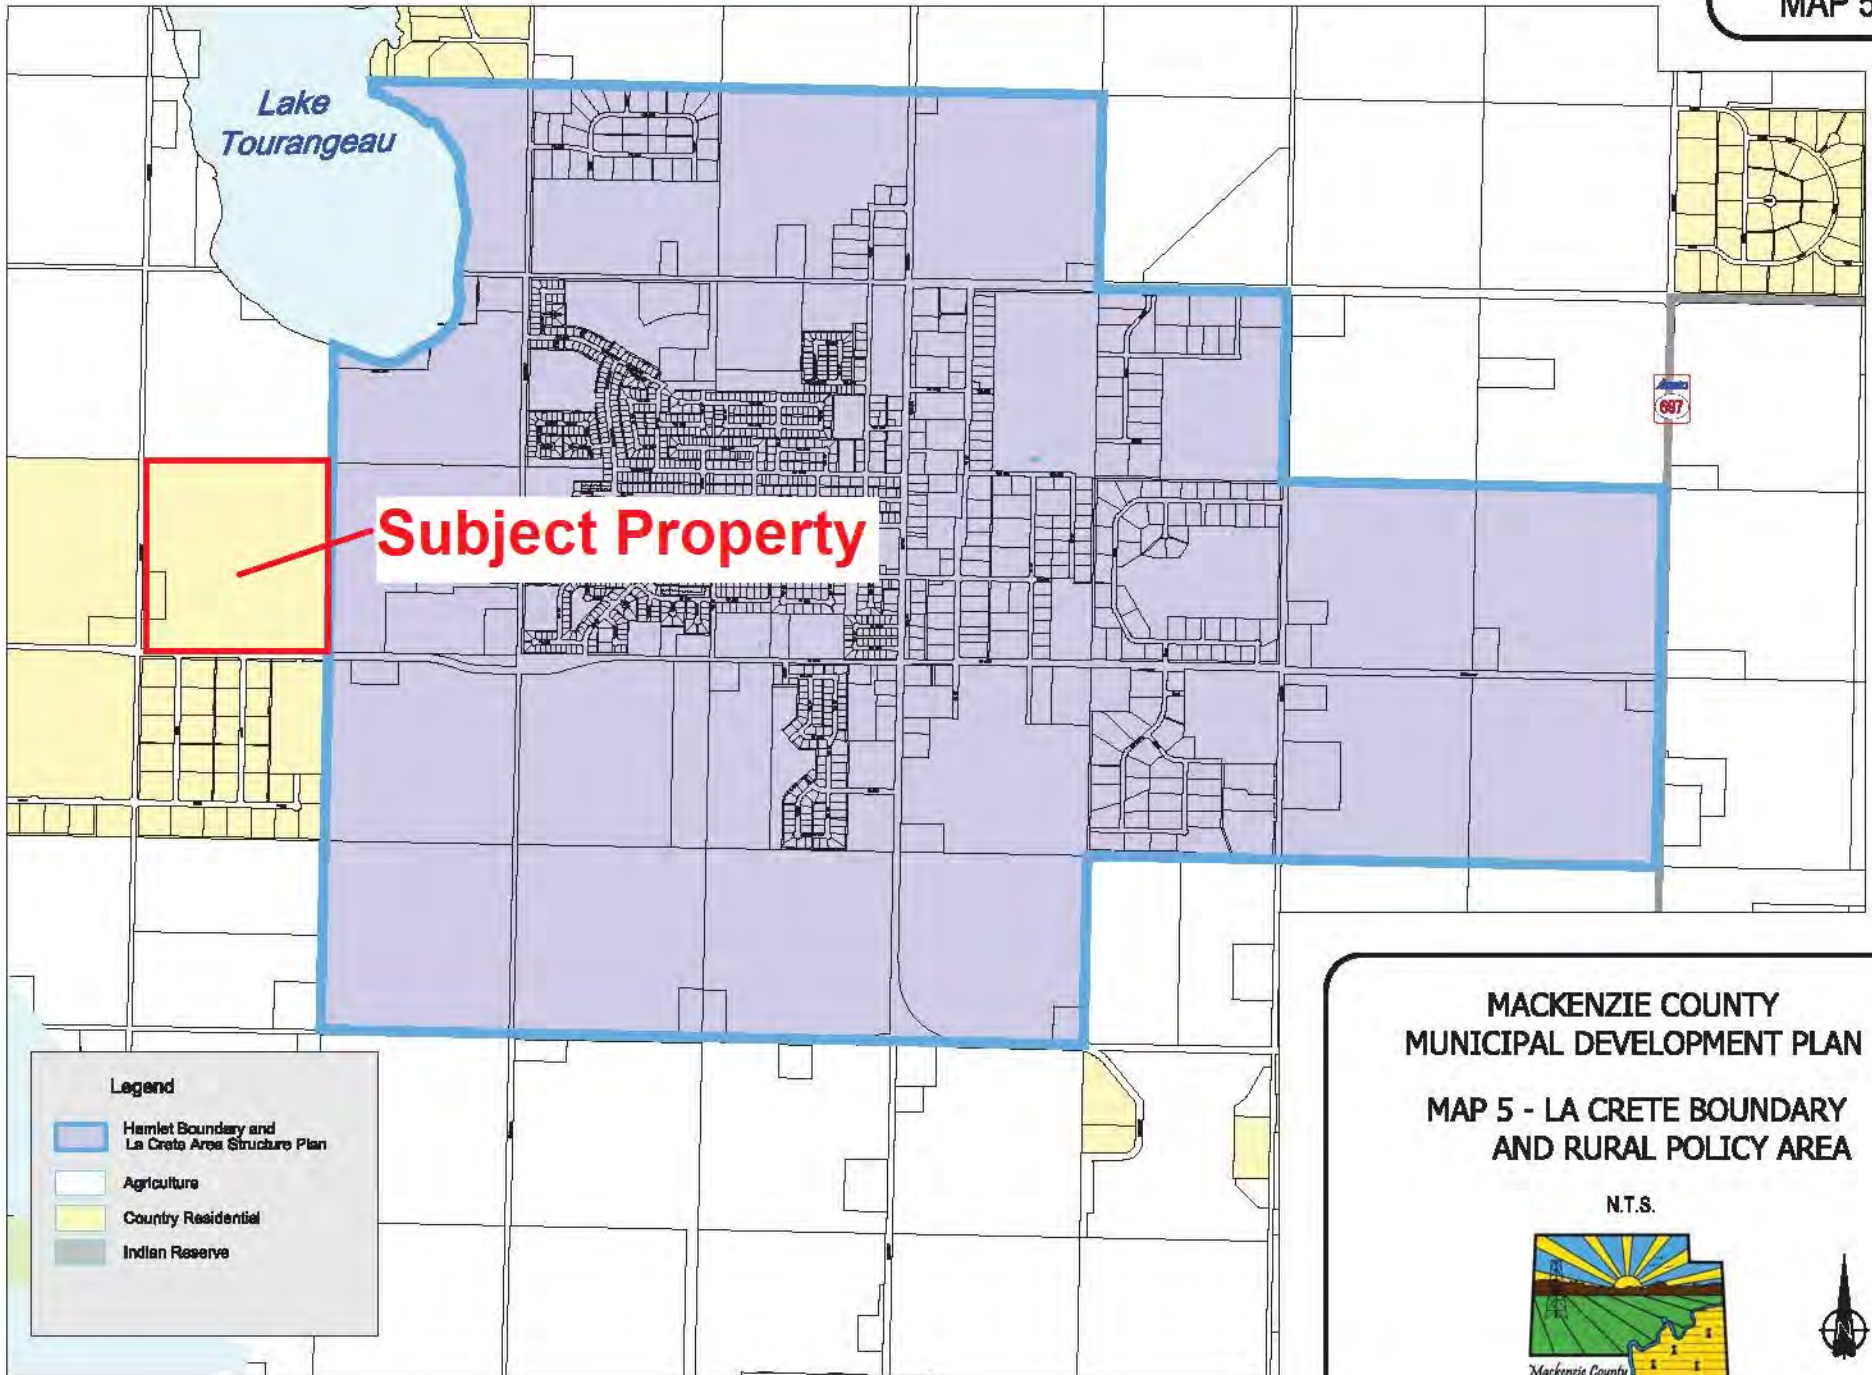 MAP 5
Lake
Tourangeau
697
Subject Property
Legend
Hamlet Boundary and
La Crete Area Structure Plan
Agriculture
Country Residential
Indian Reserve
MACKENZIE COUNTY
MUNICIPAL DEVELOPMENT PLAN
MAP 5 - LA CRETE BOUNDARY
AND RURAL POLICY AREA
N.T.S.
N
Mackenzie County